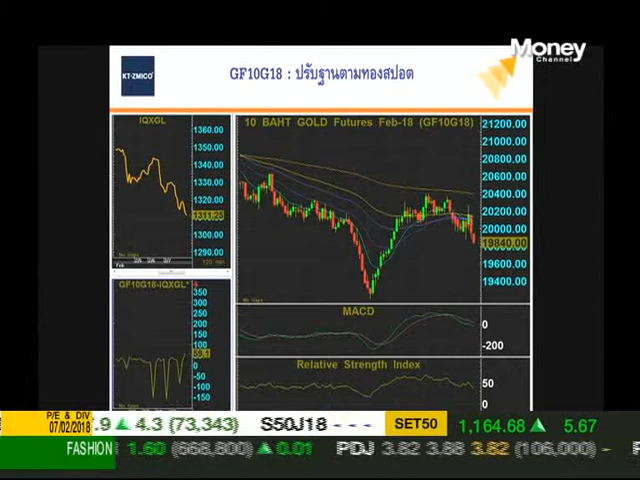 Money
Channel
KT-ZMICO
GF10G18 : ปรับฐานตามทองสปอต
IQXGL
1360.00
1350.00
1340.00
1330.00
1320.00
1311.25
1300.00
1290.00
10 BAHT GOLD Futures Feb-18 (GF10G18)
21200.00
21000.00
20800.00
20600.00
20400.00
20200.00
20000.00
19840.00
19600.00
19400.00
GF10G18-IQXGL*
350
300
250
200
150
100
0
-50
-100
-150
MACD
0
-200
Relative Strength Index
50
0
P/E & DIV
07/02/2018
.9 ▲ 4.3 (73,343) S50J18 - - - SET50 1,164.68 ▲ 5.67
FASHION 1.60 (668,800) ▲ 0.01 PDJ 3.82 3.88 3.82 (106,000) -